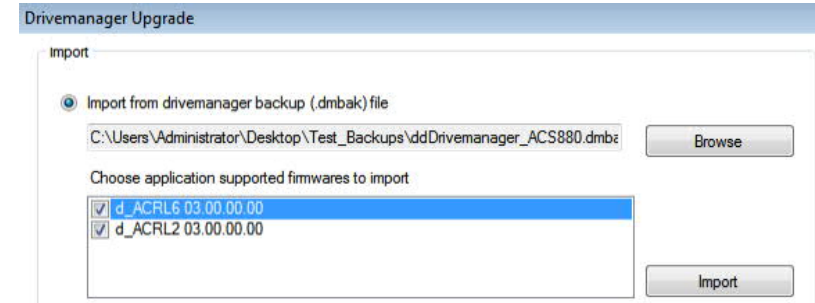 Drivemanager Upgrade
Import
Import from drivemanager backup (.dmbak) file
C:\Users\Administrator\Desktop\Test_Backups\ddDrivemanager_ACS880.dmba
Browse
Choose application supported firmwares to import
d_ACRL6 03.00.00.00
d_ACRL2 03.00.00.00
Import